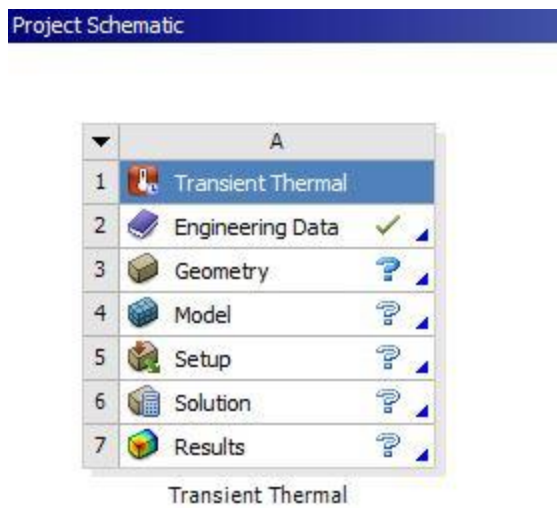 Project Schematic
A
1 Transient Thermal
2 Engineering Data
3 Geometry ?
4 Model ?
5 Setup ?
6 Solution ?
7 Results ?
Transient Thermal